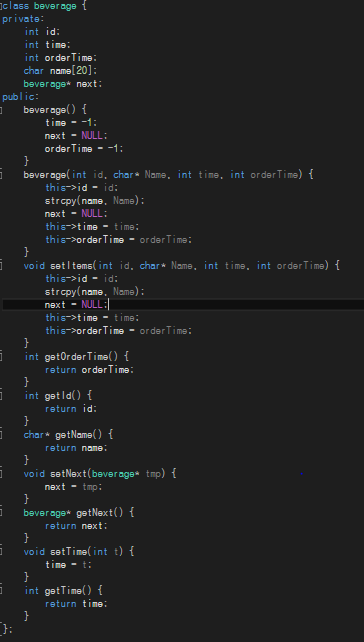 class beverage {
private:
    int id;
    int time;
    int orderTime;
    char name[20];
    beverage* next;
public:
    beverage() {
        time = -1;
        next = NULL;
        orderTime = -1;
    }
    beverage(int id, char* Name, int time, int orderTime) {
        this->id = id;
        strcpy(name, Name);
        next = NULL;
        this->time = time;
        this->orderTime = orderTime;
    }
    void setItems(int id, char* Name, int time, int orderTime) {
        this->id = id;
        strcpy(name, Name);
        next = NULL;
        this->time = time;
        this->orderTime = orderTime;
    }
    int getOrderTime() {
        return orderTime;
    }
    int getId() {
        return id;
    }
    char* getName() {
        return name;
    }
    void setNext(beverage* tmp) {
        next = tmp;
    }
    beverage* getNext() {
        return next;
    }
    void setTime(int t) {
        time = t;
    }
    int getTime() {
        return time;
    }
};